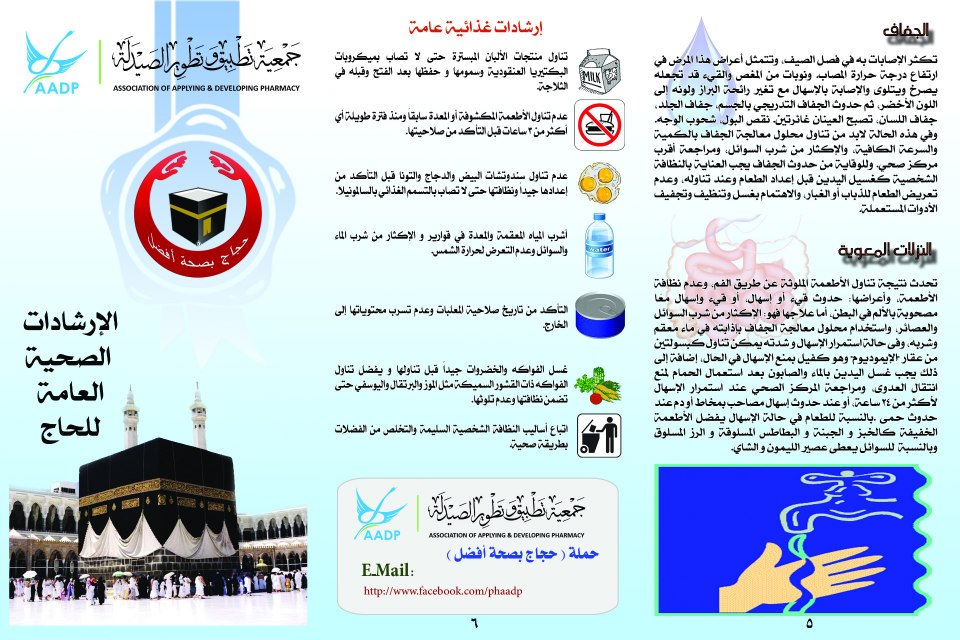 الجفاف
تكثر الإصابات به في فصل الصيف، وتتمثل أعراض هذا المرض في
ارتفاع درجة حرارة المصاب، ونوبات من المغص والقيء قد تجعله
يصرخ ويتلوى والإصابة بالإسهال مع تغير رائحة البراز ولونه إلى
اللون الأخضر، ثم حدوث الجفاف التدريجي بالجسم، جفاف الجلد،
جفاف اللسان، تصبح العينان غائرتين، نقص البول، شحوب الوجه،
وفي هذه الحالة لابد من تناول محلول معالجة الجفاف بالكمية
والسرعة الكافية، والإكثار من شرب السوائل، ومراجعة أقرب
مركز صحي. وللوقاية من حدوث الجفاف يجب العناية بالنظافة
الشخصية كغسيل اليدين قبل إعداد الطعام وعند تناوله، وعدم
تعريض الطعام للذباب أو الغبار، والاهتمام بغسل وتنظيف وتجفيف
الأدوات المستعملة.
النزلات المعوية
تحدث نتيجة تناول الأطعمة الملوثة عن طريق الفم، وعدم نظافة
الأطعمة، وأعراضها: حدوث قيء أو إسهال، أو قيء وإسهال معا
مصحوبة بالألم في البطن، أما علاجها فهو: الإكثار من شرب السوائل
والعصائر، واستخدام محلول معالجة الجفاف بإذابته في ماء معقم
وشربه، وفى حالة استمرار الإسهال و شدته يمكن تناول كبسولتين
من عقار "الإيموديوم" وهو كفيل بمنع الإسهال في الحال، إضافة إلى
ذلك يجب غسل اليدين بالماء والصابون بعد استعمال الحمام لمنع
انتقال العدوى، ومراجعة المركز الصحي عند استمرار الإسهال
لأكثر من ٢٤ ساعة، أو عند حدوث إسهال مصاحب بمخاط أو دم عند
حدوث حمى .بالنسبة للطعام في حالة الإسهال يفضل الأطعمة
الخفيفة كالخبز و الجبنة و البطاطس المسلوقة و الرز المسلوق
وبالنسبة للسوائل يعطى عصير الليمون و الشاي.
٥
إرشادات غذائية عامة
تناول منتجات الألبان المبسترة حتى لا تصاب بميكروبات
البكتيريا العنقودية وسمومها و حفظها بعد الفتح وقبله في
الثلاجة.
MILK
عدم تناول الأطعمة المكشوفة أو المعدة سابقاً ومنذ فترة طويلة أي
أكثر من ٣ ساعات قبل التأكد من صلاحيتها.
عدم تناول سندوتشات البيض والدجاج والتونا قبل التأكد من
إعدادها جيداً ونظافتها حتى لا تصاب بالتسمم الغذائي بالسالمونيلا.
أشرب المياه المعقمة والمعدة في قوارير و الإكثار من شرب الماء
والسوائل وعدم التعرض لحرارة الشمس.
Water
التأكد من تاريخ صلاحية المعلبات وعدم تسرب محتوياتها إلى
الخارج.
غسل الفواكه والخضروات جيداً قبل تناولها و يفضل تناول
الفواكه ذات القشور السميكة مثل الموز والبرتقال واليوسفي حتى
تضمن نظافتها وعدم تلوثها.
اتباع أساليب النظافة الشخصية السليمة والتخلص من الفضلات
بطريقة صحية.
جمعية تطبيق و تطوير الصيدلة
AADP
ASSOCIATION OF APPLYING & DEVELOPING PHARMACY
حملة ( حجاج بصحة أفضل )
E.Mail:
http://www.facebook.com/phaadp
٦
جمعية تطبيق و تطوير الصيدلة
AADP
ASSOCIATION OF APPLYING & DEVELOPING PHARMACY
حجاج بصحة أفضل
الإرشادات
الصحية
العامة
للحاج